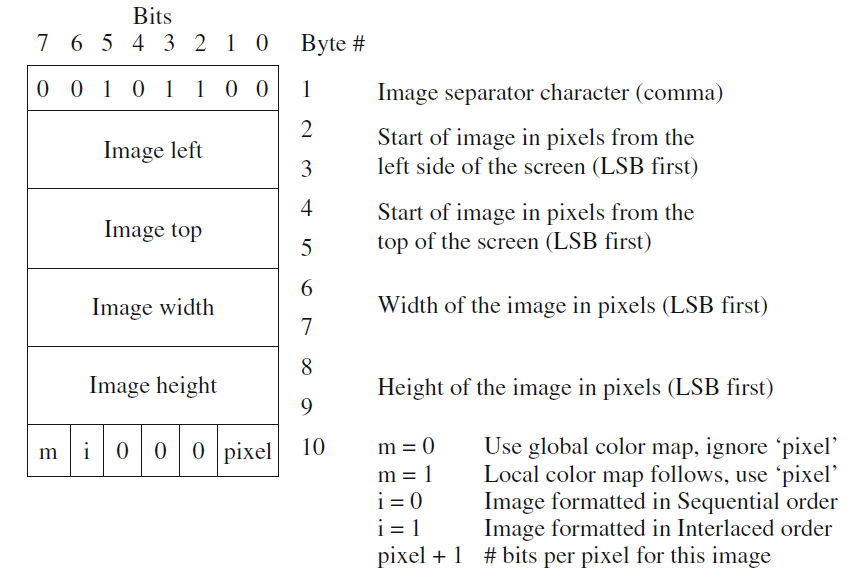 Bits
7 6 5 4 3 2 1 0 Byte #
0 0 1 0 1 1 0 0 1 Image separator character (comma)
Image left
2
3
Start of image in pixels from the
left side of the screen (LSB first)
Image top
4
5
Start of image in pixels from the
top of the screen (LSB first)
Image width
6
7
Width of the image in pixels (LSB first)
Image height
8
9
Height of the image in pixels (LSB first)
m i 0 0 0 pixel 10 m = 0 Use global color map, ignore ‘pixel’
m = 1 Local color map follows, use ‘pixel’
i = 0 Image formatted in Sequential order
i = 1 Image formatted in Interlaced order
pixel + 1 # bits per pixel for this image